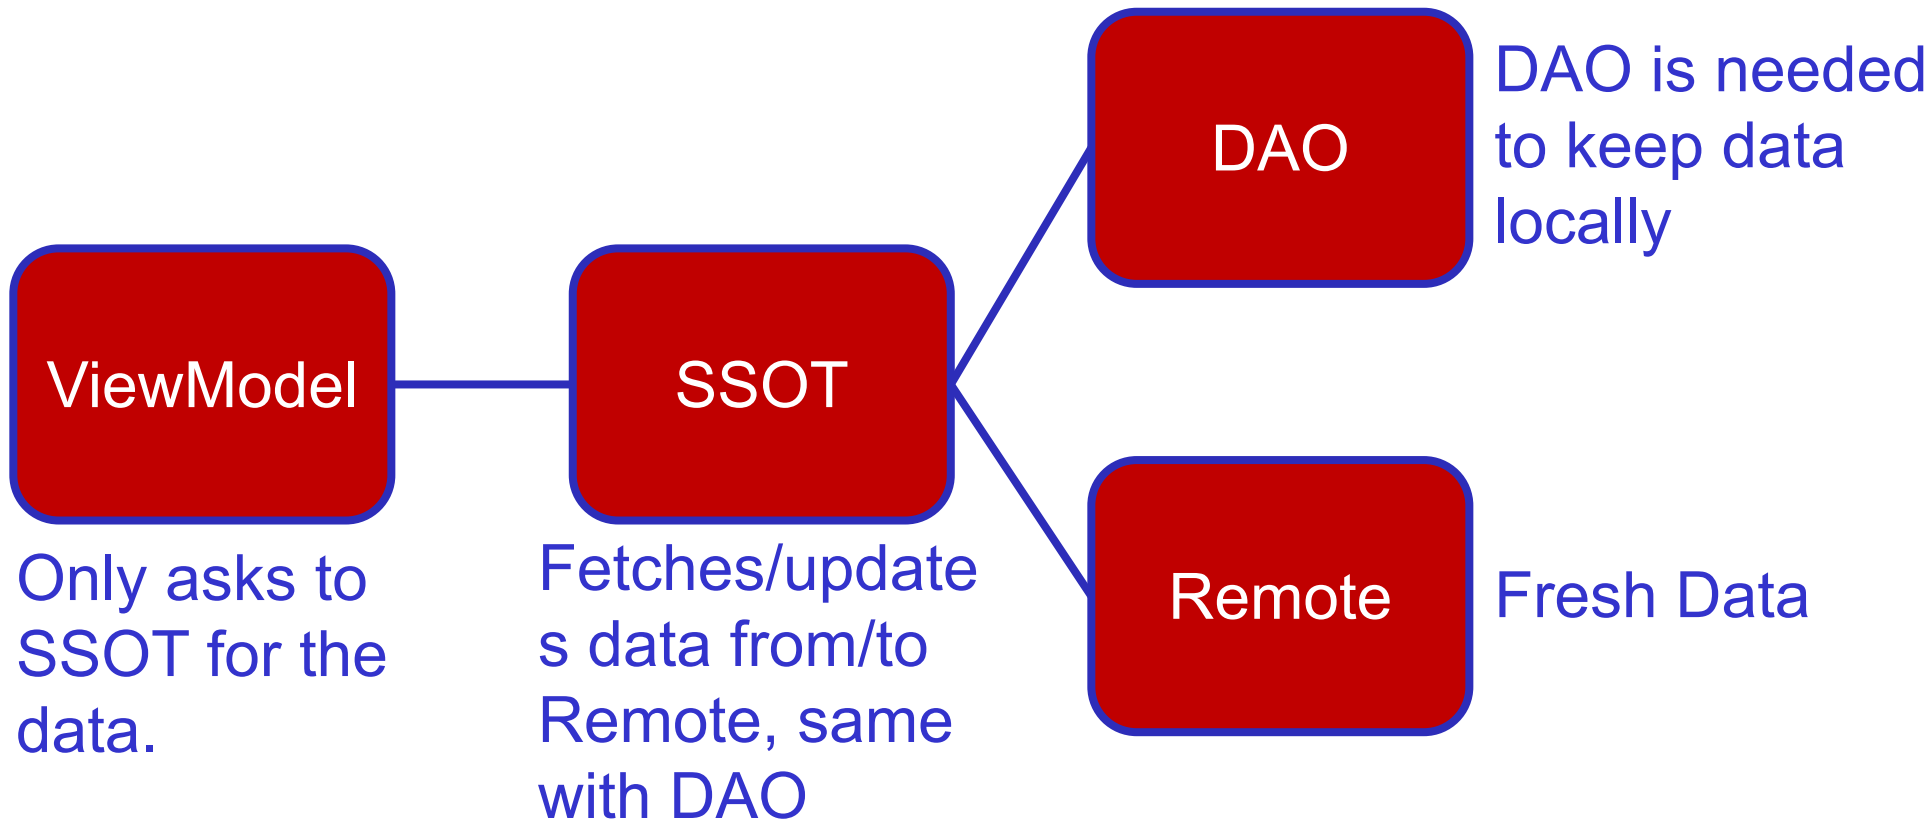 DAO
DAO is needed
to keep data
locally
ViewModel
SSOT
Only asks to
SSOT for the
data.
Fetches/update
s data from/to
Remote, same
with DAO
Remote
Fresh Data